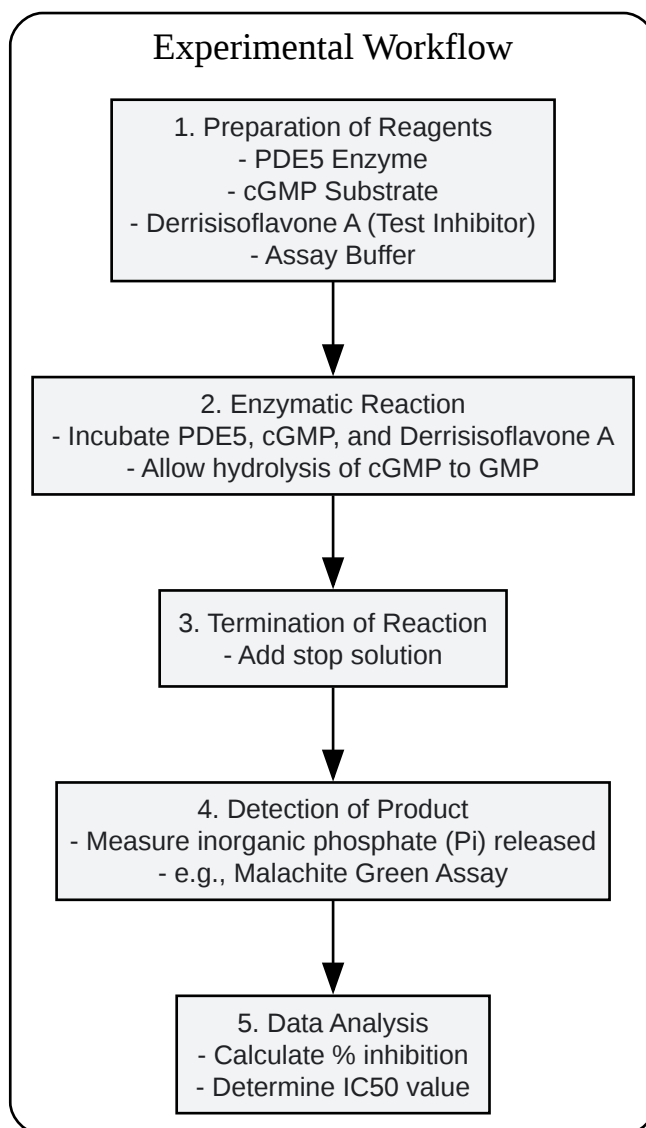 Experimental Workflow
1. Preparation of Reagents
- PDE5 Enzyme
- cGMP Substrate
- Derrisisoflavone A (Test Inhibitor)
- Assay Buffer
2. Enzymatic Reaction
- Incubate PDE5, cGMP, and Derrisisoflavone A
- Allow hydrolysis of cGMP to GMP
3. Termination of Reaction
- Add stop solution
4. Detection of Product
- Measure inorganic phosphate (Pi) released
- e.g., Malachite Green Assay
5. Data Analysis
- Calculate % inhibition
- Determine IC50 value